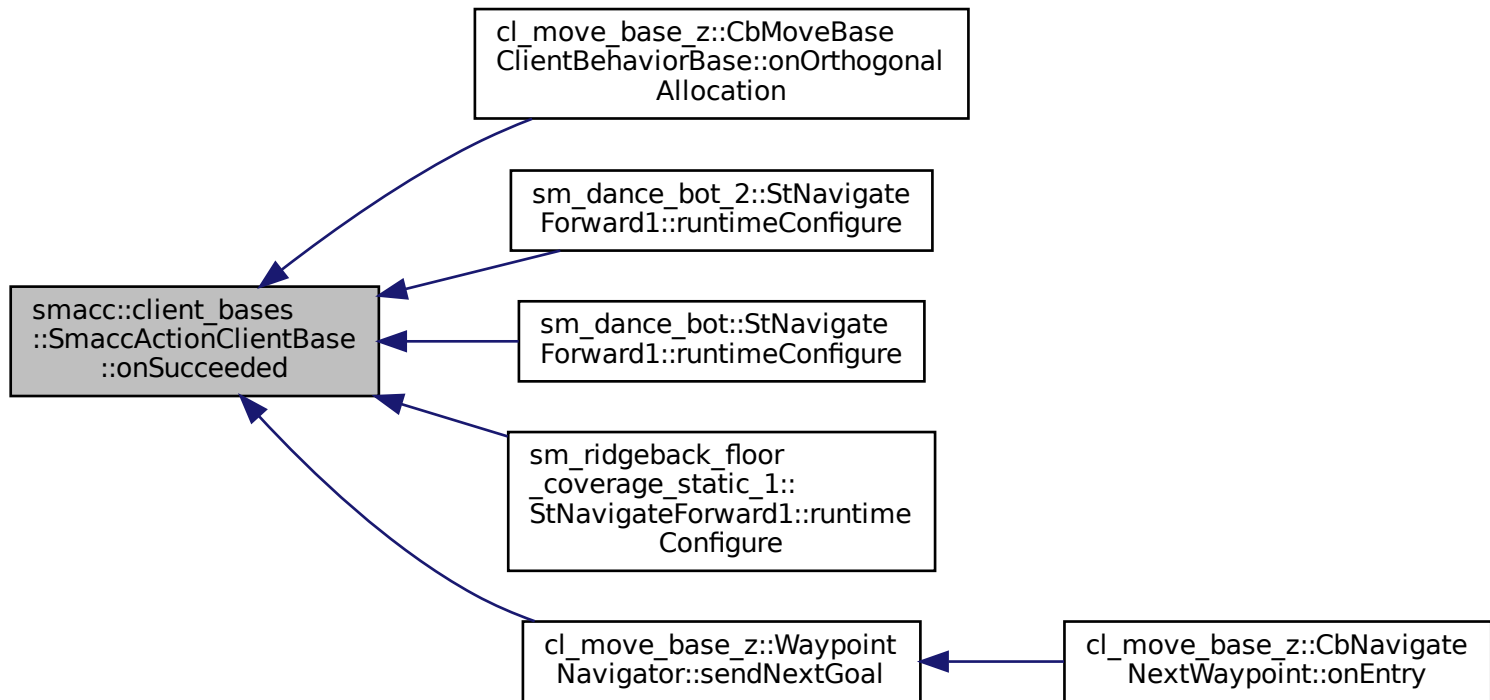 cl_move_base_z::CbMoveBase
ClientBehaviorBase::onOrthogonal
Allocation
sm_dance_bot_2::StNavigate
Forward1::runtimeConfigure
smacc::client_bases
::SmaccActionClientBase
::onSucceeded
sm_dance_bot::StNavigate
Forward1::runtimeConfigure
sm_ridgeback_floor
_coverage_static_1::
StNavigateForward1::runtime
Configure
cl_move_base_z::Waypoint
Navigator::sendNextGoal
cl_move_base_z::CbNavigate
NextWaypoint::onEntry